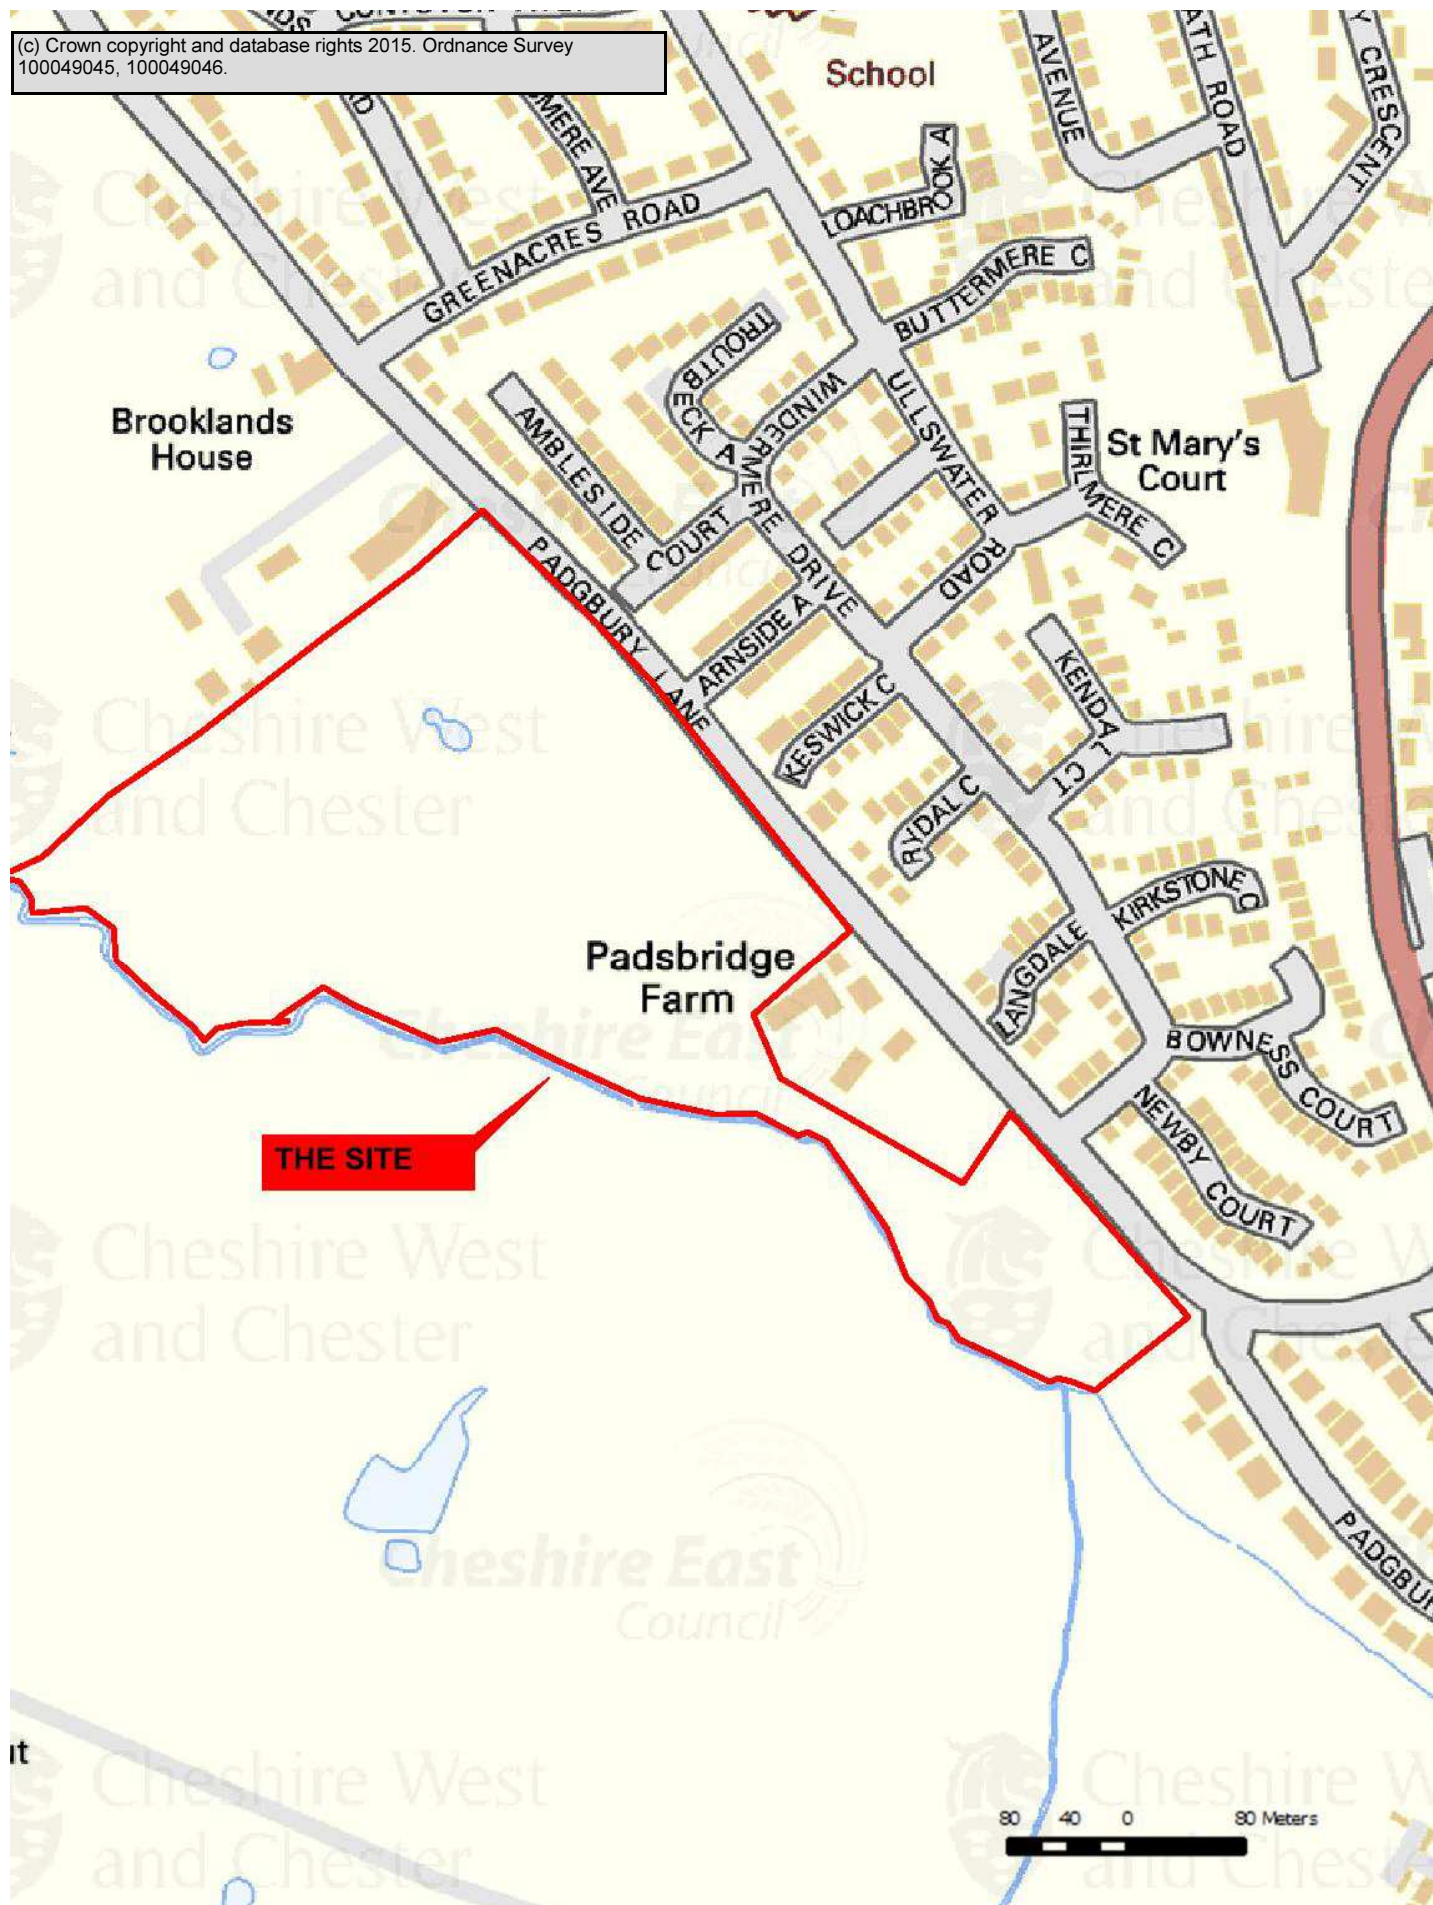 (c) Crown copyright and database rights 2015. Ordnance Survey
100049045, 100049046.
School
AVENUE
ATH ROAD
Y CRESCENT
MERE AVE
LOACHBROOK A
GREENACRES ROAD
BUTTERMERE C
TROUTBECK A
WINDERMERE DRIVE
ULLSWATER ROAD
THIRLMERE C
St Mary's
Court
Brooklands
House
AMBLESIDE COURT
PADGBURY LANE
ARNSIDE A
KESWICK C
KENDAL CT
RYDAL C
KIRKSTONE C
LANGDALE
Padsbridge
Farm
BOWNESS COURT
NEWBY COURT
THE SITE
PADGBU
80 40 0 80 Meters
Cheshire West
and Chester
Cheshire East
Council